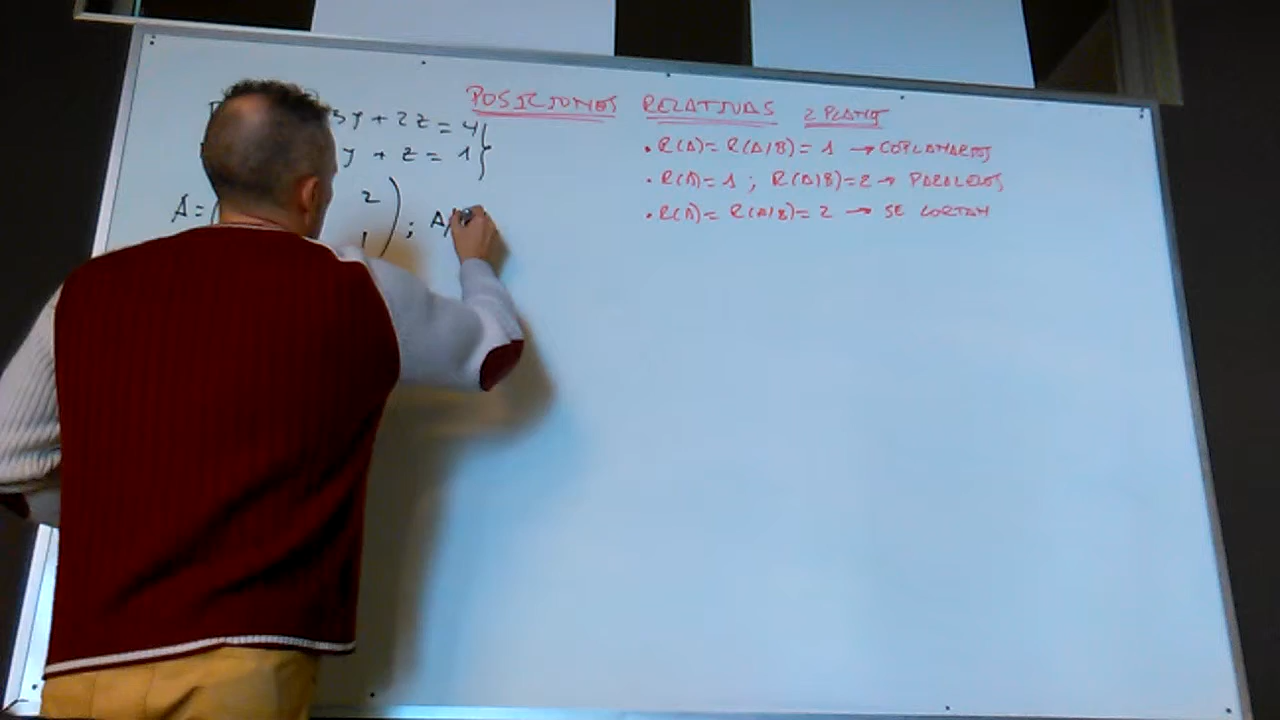 POSICIONES RELATIVAS 2 PLANOS
3y + 2z = 4
y + z = 1
• R(A) = R(A/B) = 1 → COPLANARIOS
• R(A) = 1 ; R(A/B) = 2 → PARALELOS
• R(A) = R(A/B) = 2 → SE CORTAN
A = ( 2 ) ; A/
1